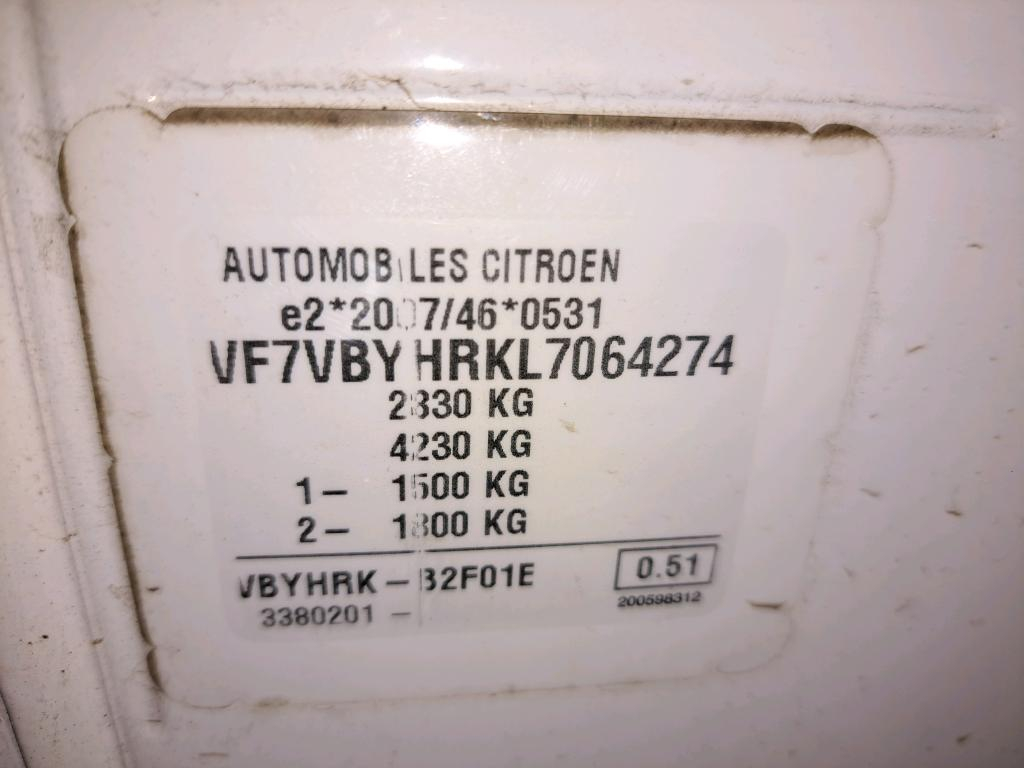 AUTOMOBILES CITROEN
e2*2007/46*0531
VF7VBYHRKL7064274
2830 KG
4230 KG
1- 1500 KG
2- 1800 KG
VBYHRK-B2F01E
0.51
200598312
3380201 -